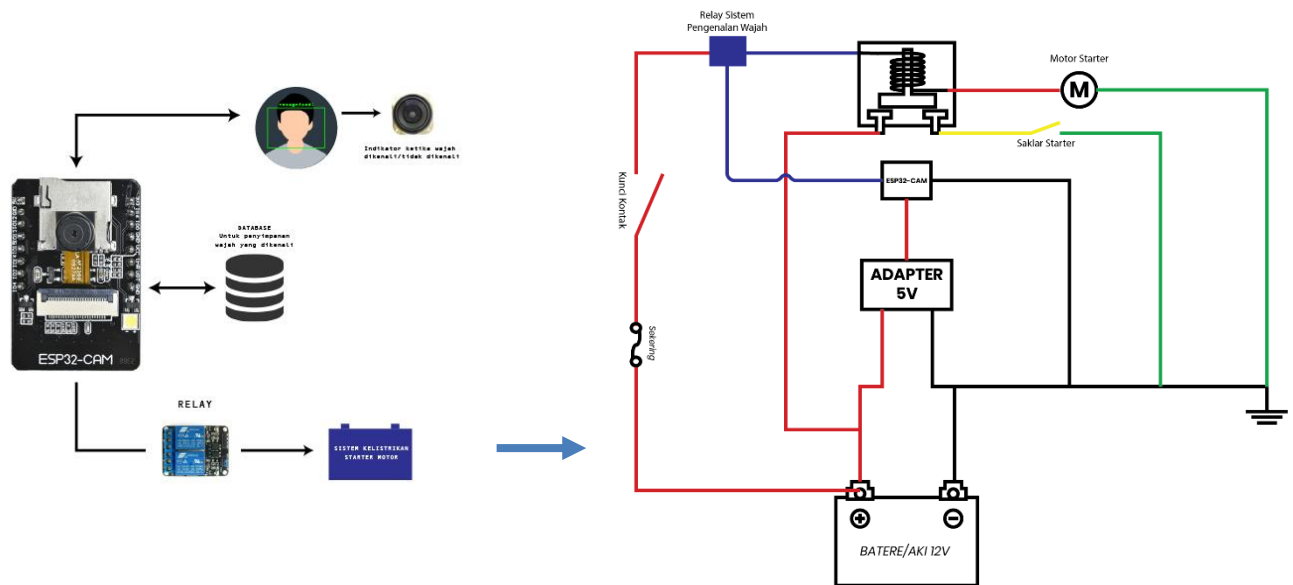 recognized
Indikator ketika wajah
dikenali/tidak dikenali
DATABASE
Untuk penyimpanan
wajah yang dikenali
ESP32-CAM
RELAY
SISTEM KELISTRIKAN
STARTER MOTOR
Relay Sistem
Pengenalan Wajah
Motor Starter
M
Saklar Starter
Kunci Kontak
ESP32-CAM
ADAPTER
5V
Sekering
+
−
BATERE/AKI 12V